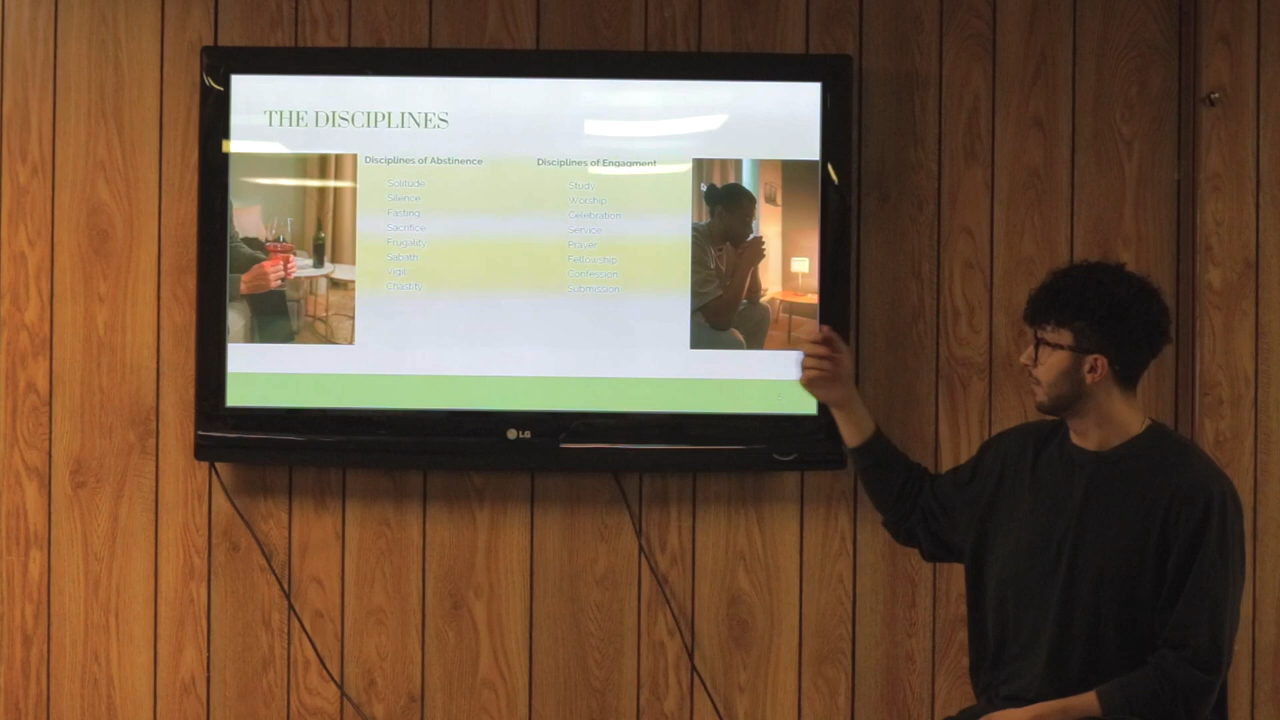 THE DISCIPLINES
Disciplines of Abstinence
Solitude
Silence
Fasting
Sacrifice
Frugality
Sabath
Vigil
Chastity
Disciplines of Engagment
Study
Worship
Celebration
Service
Prayer
Fellowship
Confession
Submission
LG